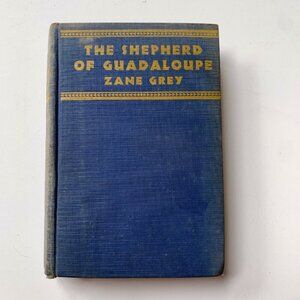 THE SHEPHERD
OF GUADALOUPE
ZANE GREY